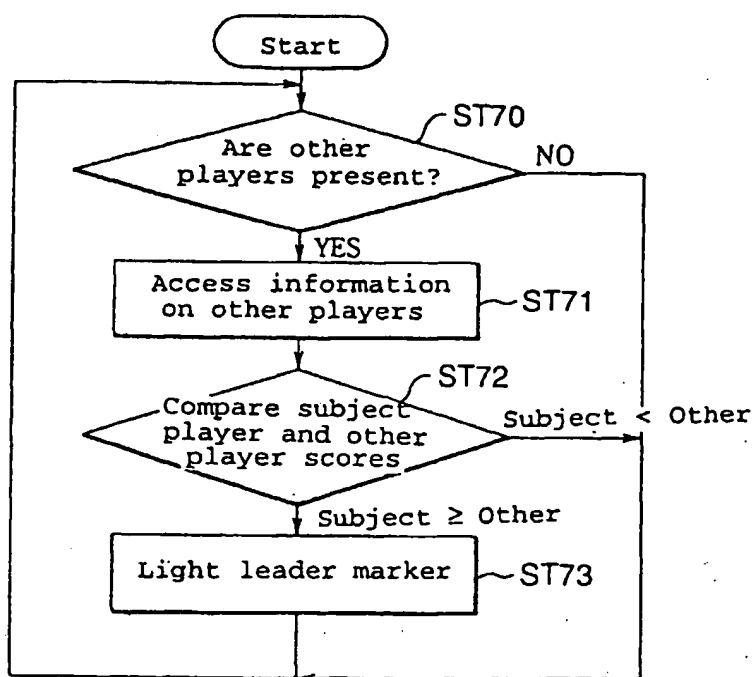 Start
ST70
Are other
players present?
NO
YES
Access information
on other players
ST71
ST72
Compare subject
player and other
player scores
Subject < Other
Subject ≥ Other
Light leader marker
ST73